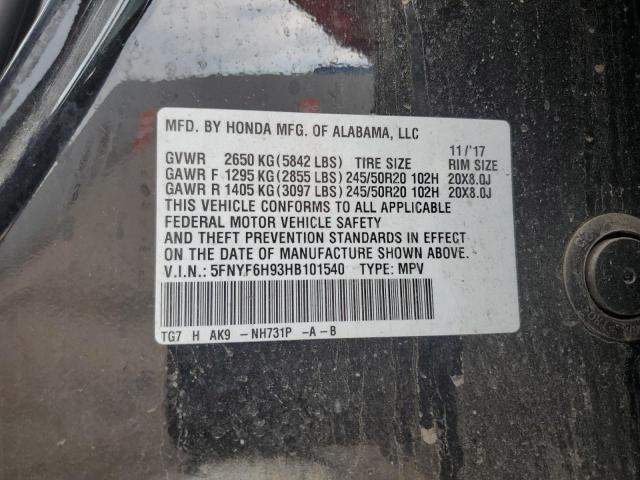 MFD. BY HONDA MFG. OF ALABAMA, LLC 11/'17
GVWR 2650 KG(5842 LBS) TIRE SIZE RIM SIZE
GAWR F 1295 KG(2855 LBS)245/50R20 102H 20X8.0J
GAWR R 1405 KG(3097 LBS)245/50R20 102H 20X8.0J
THIS VEHICLE CONFORMS TO ALL APPLICABLE
FEDERAL MOTOR VEHICLE SAFETY
AND THEFT PREVENTION STANDARDS IN EFFECT
ON THE DATE OF MANUFACTURE SHOWN ABOVE.
V.I.N.: 5FNYF6H93HB101540 TYPE: MPV
TG7 H AK9 -NH731P -A-B